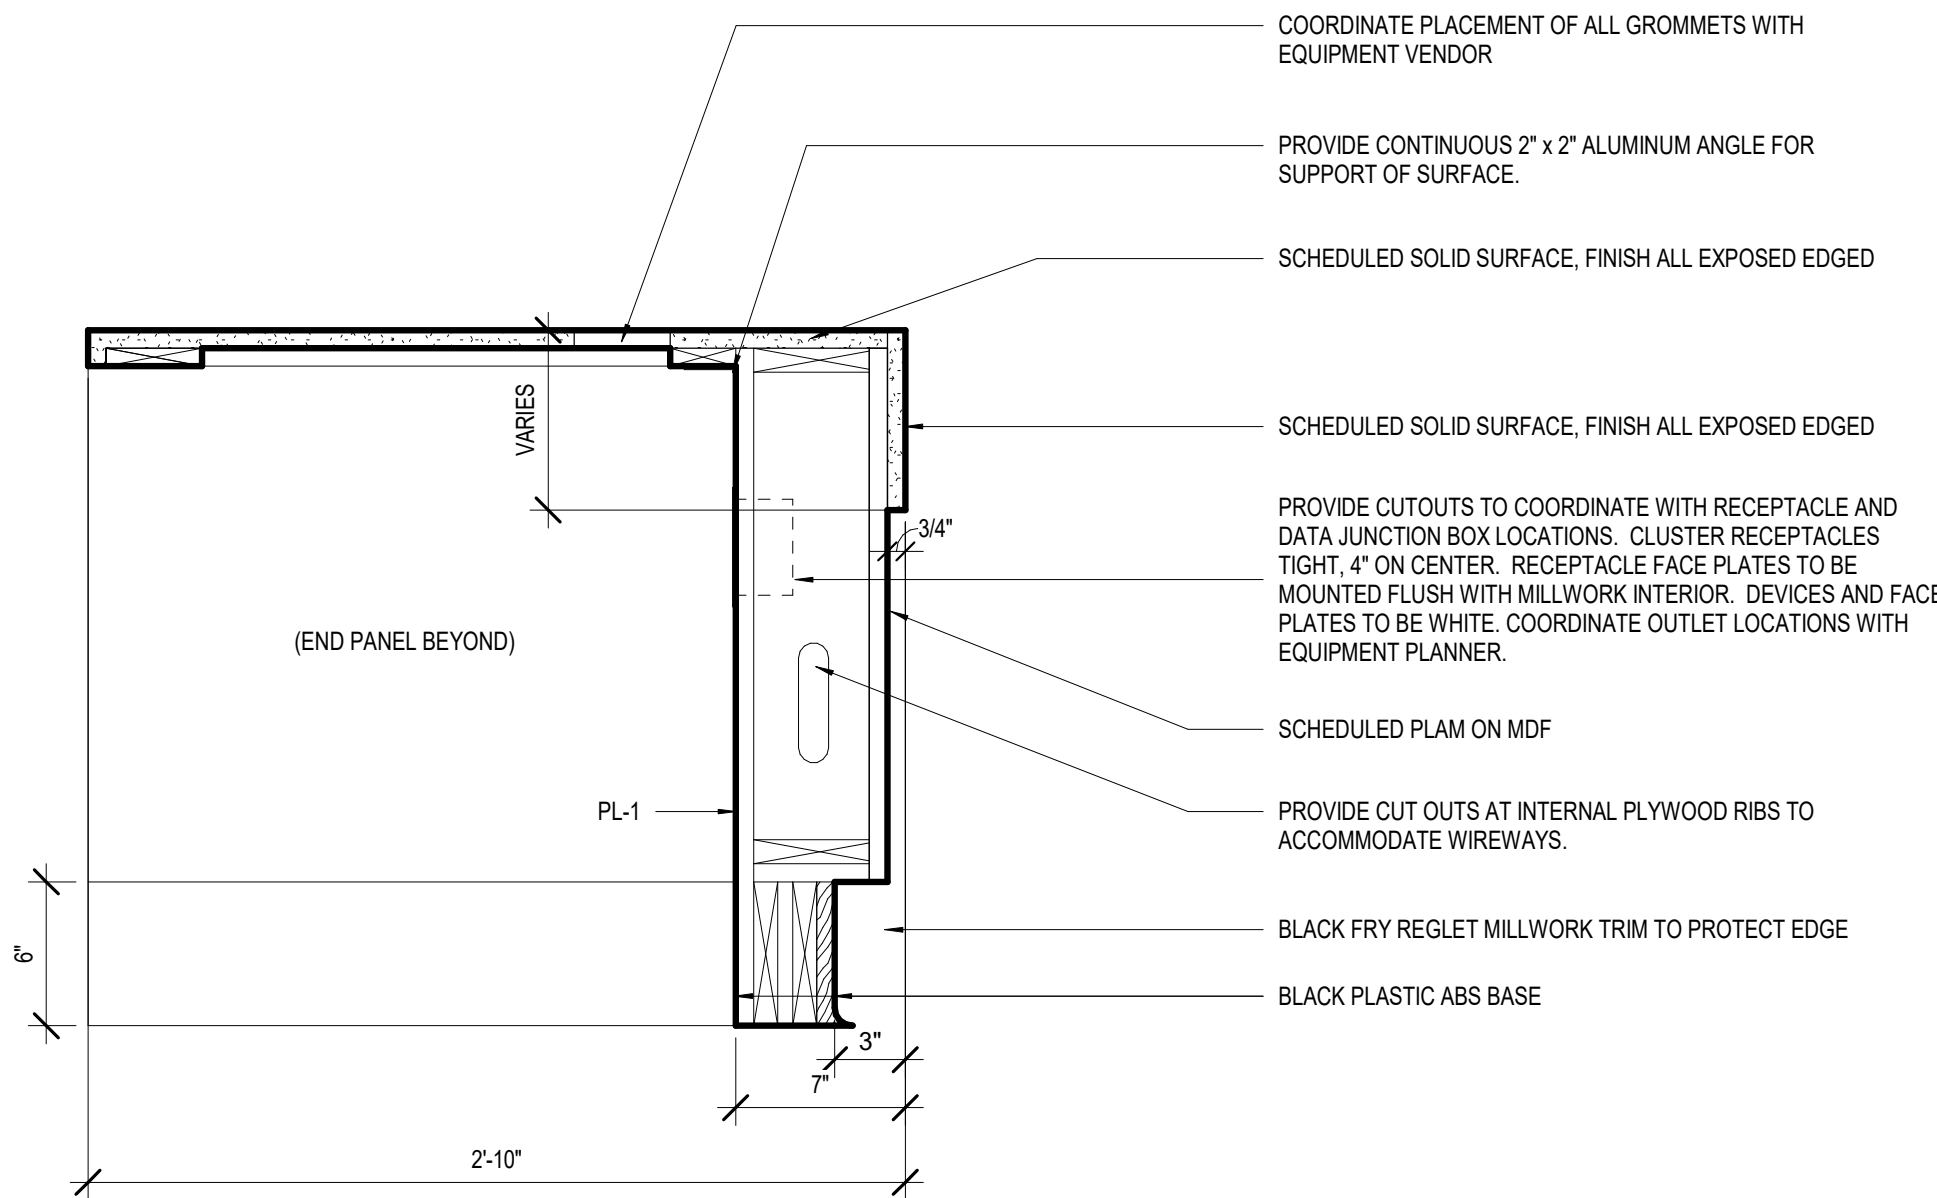 COORDINATE PLACEMENT OF ALL GROMMETS WITH
EQUIPMENT VENDOR
PROVIDE CONTINUOUS 2" x 2" ALUMINUM ANGLE FOR
SUPPORT OF SURFACE.
SCHEDULED SOLID SURFACE, FINISH ALL EXPOSED EDGED
VARIES
SCHEDULED SOLID SURFACE, FINISH ALL EXPOSED EDGED
3/4"
PROVIDE CUTOUTS TO COORDINATE WITH RECEPTACLE AND
DATA JUNCTION BOX LOCATIONS. CLUSTER RECEPTACLES
TIGHT, 4" ON CENTER. RECEPTACLE FACE PLATES TO BE
MOUNTED FLUSH WITH MILLWORK INTERIOR. DEVICES AND FACE
PLATES TO BE WHITE. COORDINATE OUTLET LOCATIONS WITH
EQUIPMENT PLANNER.
(END PANEL BEYOND)
SCHEDULED PLAM ON MDF
PL-1
PROVIDE CUT OUTS AT INTERNAL PLYWOOD RIBS TO
ACCOMMODATE WIREWAYS.
6"
BLACK FRY REGLET MILLWORK TRIM TO PROTECT EDGE
BLACK PLASTIC ABS BASE
3"
7"
2'-10"